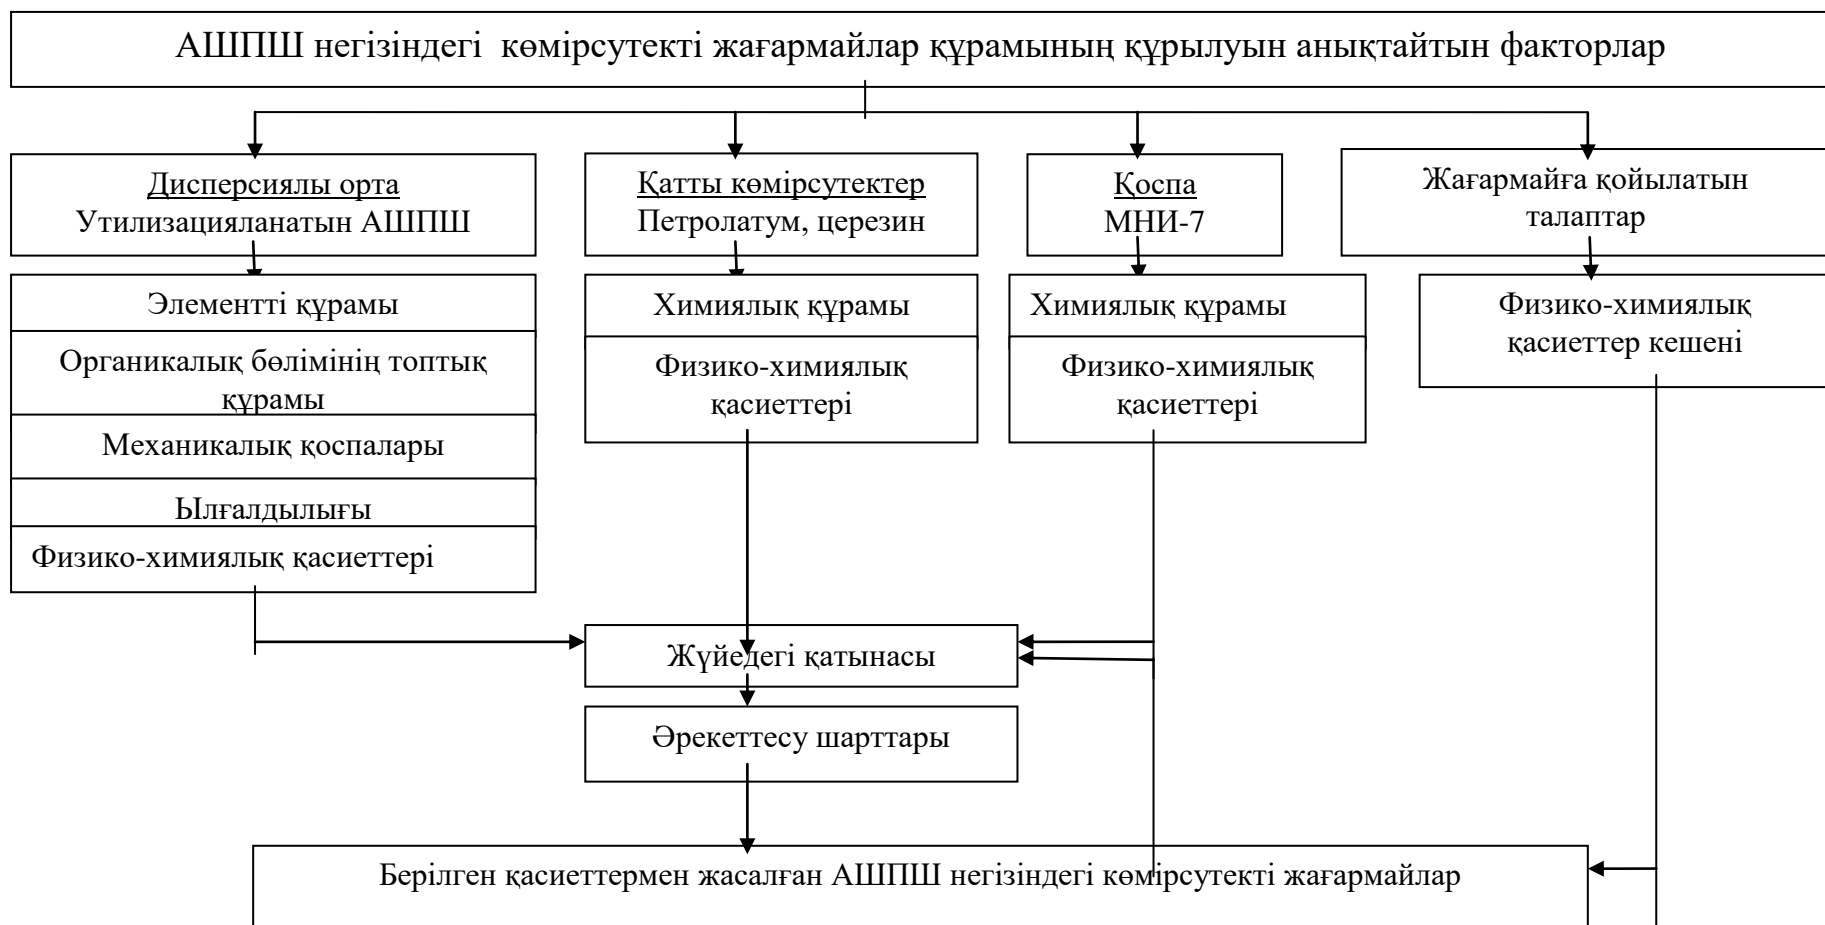 АШПШ негізіндегі көмірсутекті жағармайлар құрамының құрылуын анықтайтын факторлар
Дисперсиялы орта
Утилизацияланатын АШПШ
Қатты көмірсутектер
Петролатум, церезин
Қоспа
МНИ-7
Жағармайға қойылатын
талаптар
Элементті құрамы
Органикалық бөлімінің топтық
құрамы
Механикалық қоспалары
Ылғалдылығы
Физико-химиялық қасиеттері
Химиялық құрамы
Физико-химиялық
қасиеттері
Химиялық құрамы
Физико-химиялық
қасиеттері
Физико-химиялық
қасиеттер кешені
Жүйедегі қатынасы
Әрекеттесу шарттары
Берілген қасиеттермен жасалған АШПШ негізіндегі көмірсутекті жағармайлар